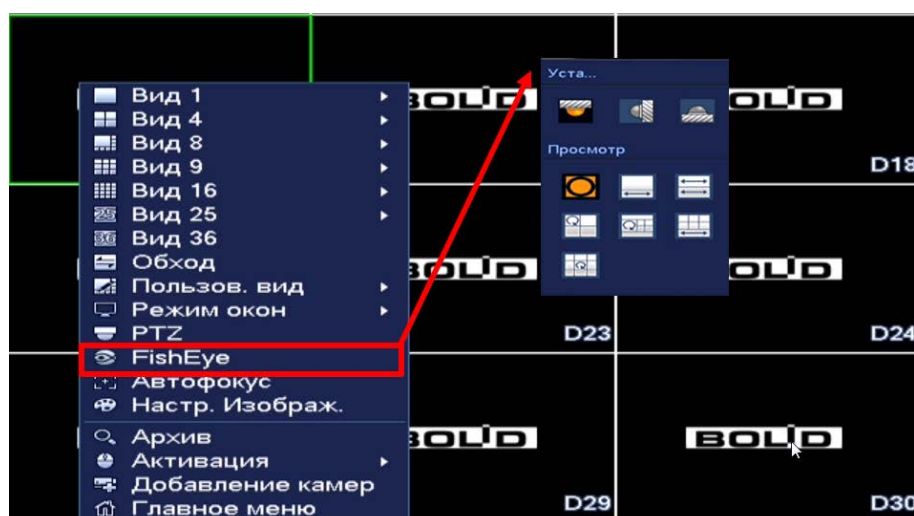 Вид 1
Вид 4
Вид 8
Вид 9
Вид 16
25 Вид 25
36 Вид 36
Обход
Пользов. вид
Режим окон
PTZ
FishEye
Автофокус
Настр. Изображ.
Архив
Активация
Добавление камер
Главное меню
Уста...
Просмотр
BOLID
D18
BOLID
BOLID
D23
D24
BOLID
BOLID
D29
D30